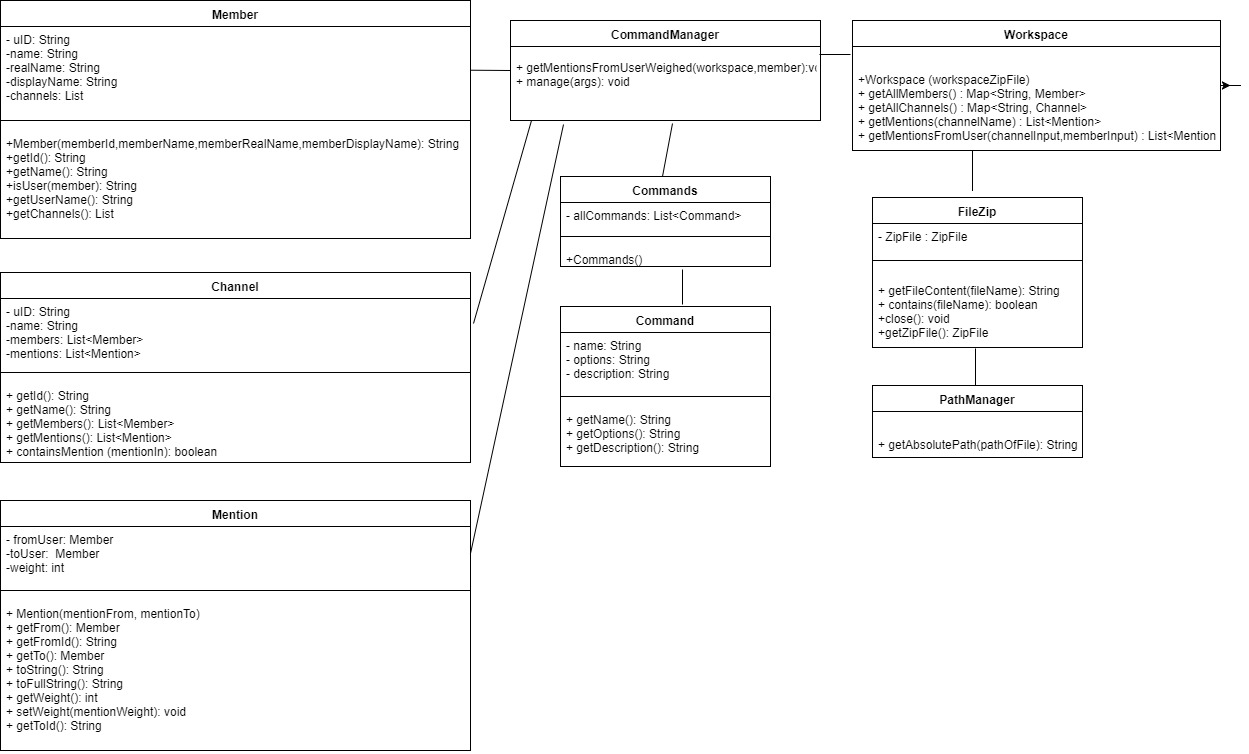 Member
- uID: String
-name: String
-realName: String
-displayName: String
-channels: List
+Member(memberId,memberName,memberRealName,memberDisplayName): String
+getId(): String
+getName(): String
+isUser(member): String
+getUserName(): String
+getChannels(): List
Channel
- uID: String
-name: String
-members: List<Member>
-mentions: List<Mention>
+ getId(): String
+ getName(): String
+ getMembers(): List<Member>
+ getMentions(): List<Mention>
+ containsMention (mentionIn): boolean
Mention
- fromUser: Member
-toUser:  Member
-weight: int
+ Mention(mentionFrom, mentionTo)
+ getFrom(): Member
+ getFromId(): String
+ getTo(): Member
+ toString(): String
+ toFullString(): String
+ getWeight(): int
+ setWeight(mentionWeight): void
+ getToId(): String
CommandManager
+ getMentionsFromUserWeighed(workspace,member):vo
+ manage(args): void
Commands
- allCommands: List<Command>
+Commands()
Command
- name: String
- options: String
- description: String
+ getName(): String
+ getOptions(): String
+ getDescription(): String
Workspace
+Workspace (workspaceZipFile)
+ getAllMembers() : Map<String, Member>
+ getAllChannels() : Map<String, Channel>
+ getMentions(channelName) : List<Mention>
+ getMentionsFromUser(channelInput,memberInput) : List<Mention
FileZip
- ZipFile : ZipFile
+ getFileContent(fileName): String
+ contains(fileName): boolean
+close(): void
+getZipFile(): ZipFile
PathManager
+ getAbsolutePath(pathOfFile): String